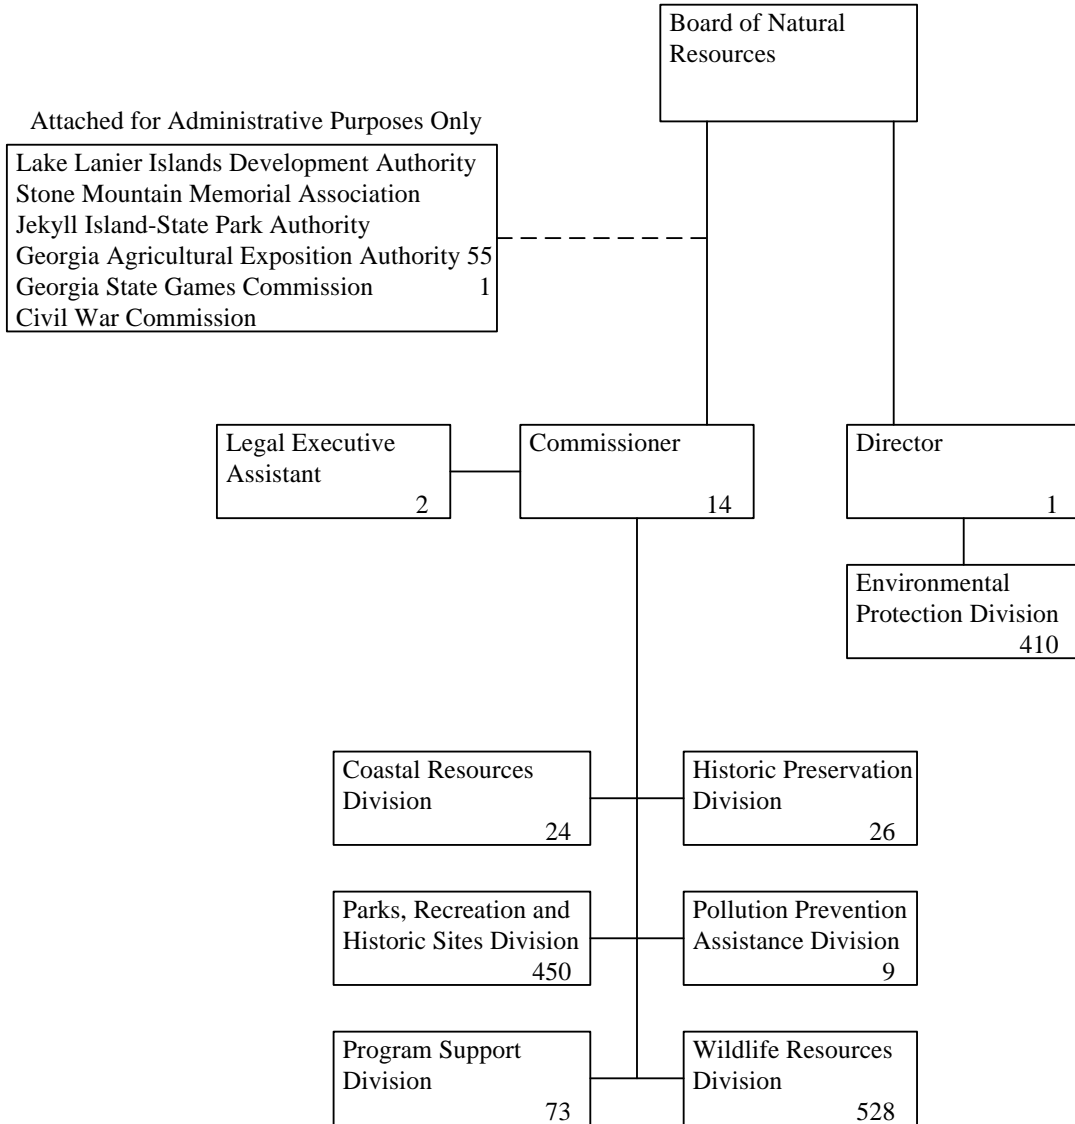 Board of Natural
Resources
Attached for Administrative Purposes Only
Lake Lanier Islands Development Authority
Stone Mountain Memorial Association
Jekyll Island-State Park Authority
Georgia Agricultural Exposition Authority 55
Georgia State Games Commission 1
Civil War Commission
Legal Executive
Assistant
2
Commissioner
14
Director
1
Environmental
Protection Division
410
Coastal Resources
Division
24
Historic Preservation
Division
26
Parks, Recreation and
Historic Sites Division
450
Pollution Prevention
Assistance Division
9
Program Support
Division
73
Wildlife Resources
Division
528